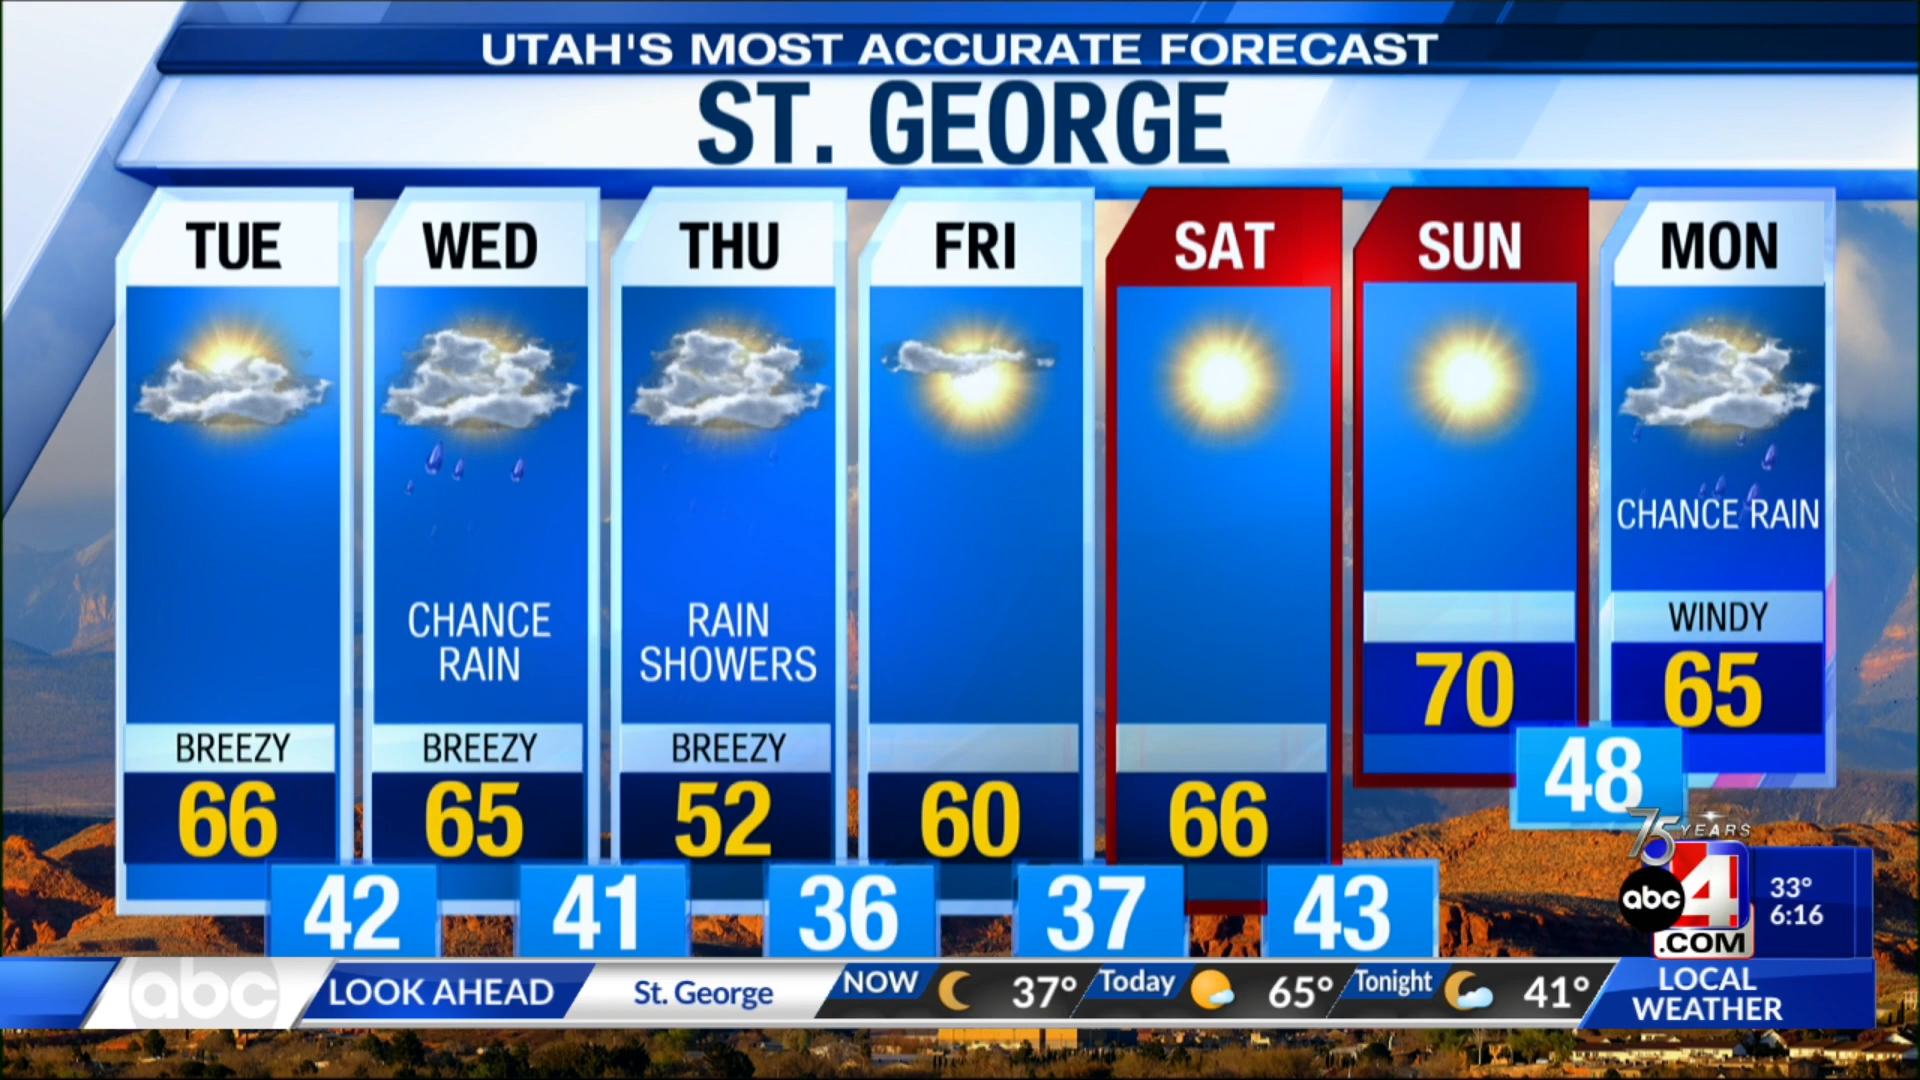 UTAH'S MOST ACCURATE FORECAST
ST. GEORGE
TUE
WED
THU
FRI
SAT
SUN
MON
CHANCE RAIN
CHANCE
RAIN
RAIN
SHOWERS
BREEZY
BREEZY
BREEZY
WINDY
66
65
52
60
66
70
65
42
41
36
37
43
48
75 YEARS
abc
4
.COM
33°
6:16
abc
LOOK AHEAD
St. George
NOW
37°
Today
65°
Tonight
41°
LOCAL
WEATHER